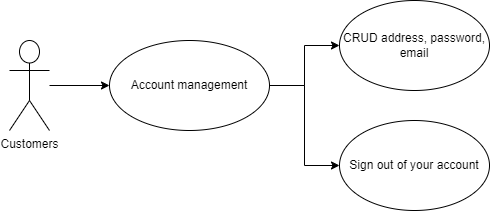 CRUD address, password,
email
Account management
Customers
Sign out of your account